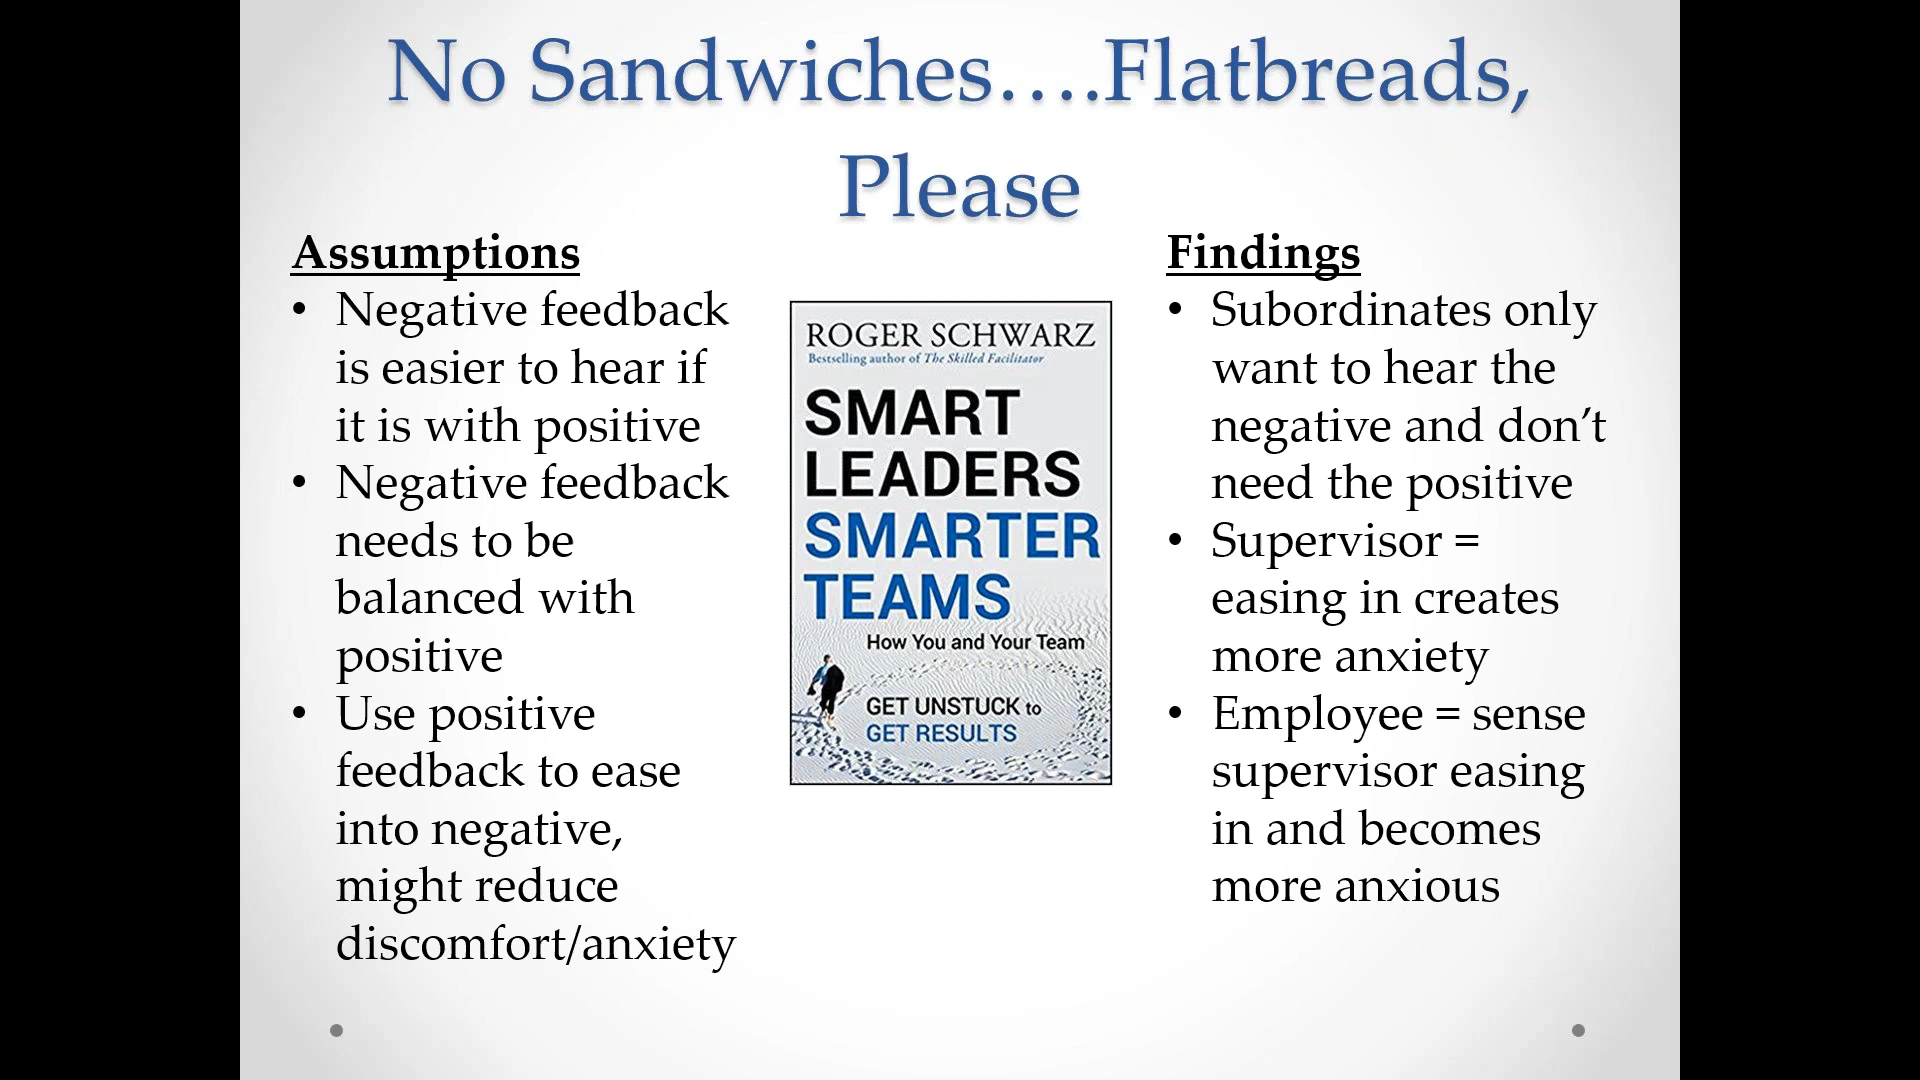 No Sandwiches….Flatbreads,
Please
Assumptions
• Negative feedback
is easier to hear if
it is with positive
• Negative feedback
needs to be
balanced with
positive
• Use positive
feedback to ease
into negative,
might reduce
discomfort/anxiety
ROGER SCHWARZ
Bestselling author of The Skilled Facilitator
SMART
LEADERS
SMARTER
TEAMS
How You and Your Team
GET UNSTUCK to
GET RESULTS
Findings
• Subordinates only
want to hear the
negative and don’t
need the positive
• Supervisor =
easing in creates
more anxiety
• Employee = sense
supervisor easing
in and becomes
more anxious